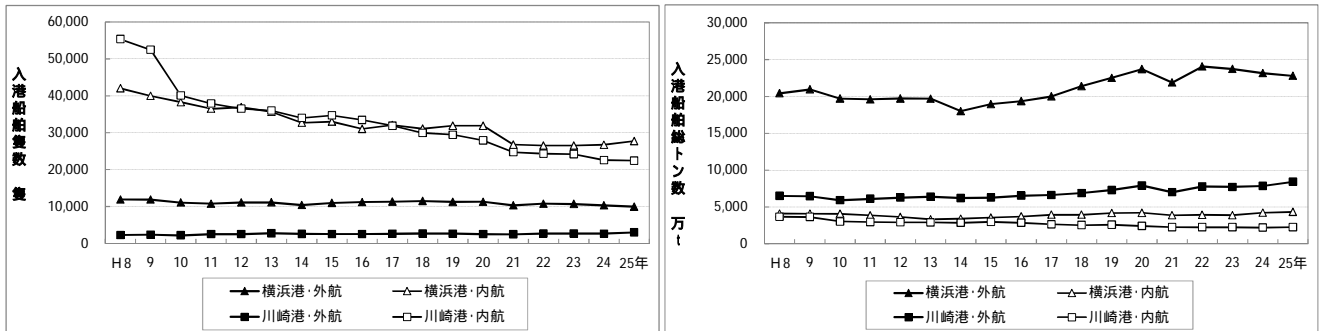 入港船舶隻数 隻
60,000
50,000
40,000
30,000
20,000
10,000
0
H8 9 10 11 12 13 14 15 16 17 18 19 20 21 22 23 24 25年
横浜港・外航 横浜港・内航
川崎港・外航 川崎港・内航
入港船舶総トン数 万t
30,000
25,000
20,000
15,000
10,000
5,000
0
H8 9 10 11 12 13 14 15 16 17 18 19 20 21 22 23 24 25年
横浜港・外航 横浜港・内航
川崎港・外航 川崎港・内航